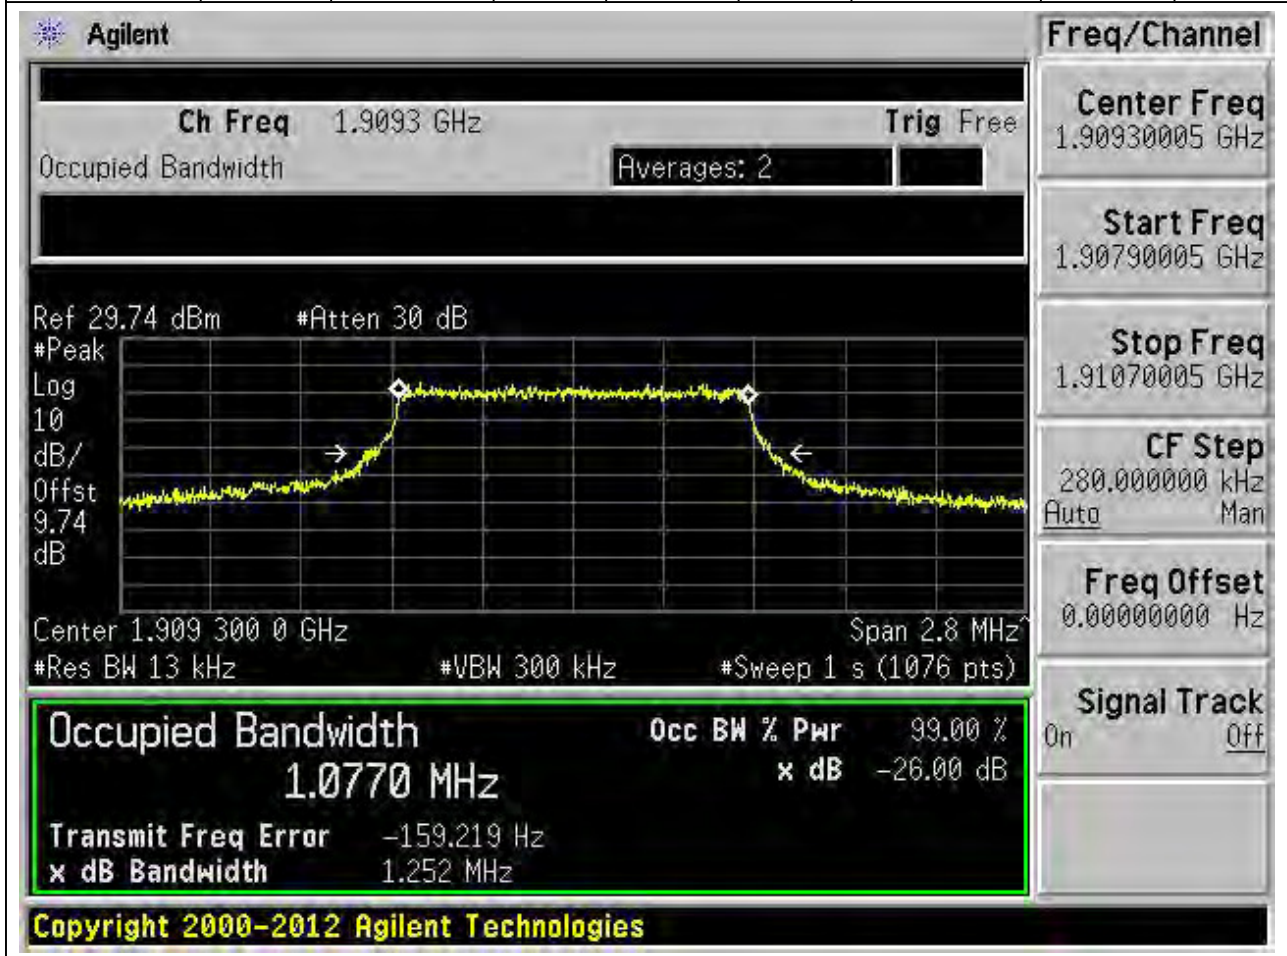 Agilent
Freq/Channel
Ch Freq 1.9093 GHz Trig Free
Occupied Bandwidth Averages: 2
Center Freq
1.90930005 GHz
Start Freq
1.90790005 GHz
Stop Freq
1.91070005 GHz
CF Step
280.000000 kHz
Auto Man
Freq Offset
0.00000000 Hz
Signal Track
On Off
Ref 29.74 dBm #Atten 30 dB
#Peak
Log
10
dB/
Offst
9.74
dB
Center 1.909 300 0 GHz Span 2.8 MHz^
#Res BW 13 kHz #VBW 300 kHz #Sweep 1 s (1076 pts)
Occupied Bandwidth
1.0770 MHz
Occ BW % Pwr 99.00 %
x dB -26.00 dB
Transmit Freq Error -159.219 Hz
x dB Bandwidth 1.252 MHz
Copyright 2000-2012 Agilent Technologies